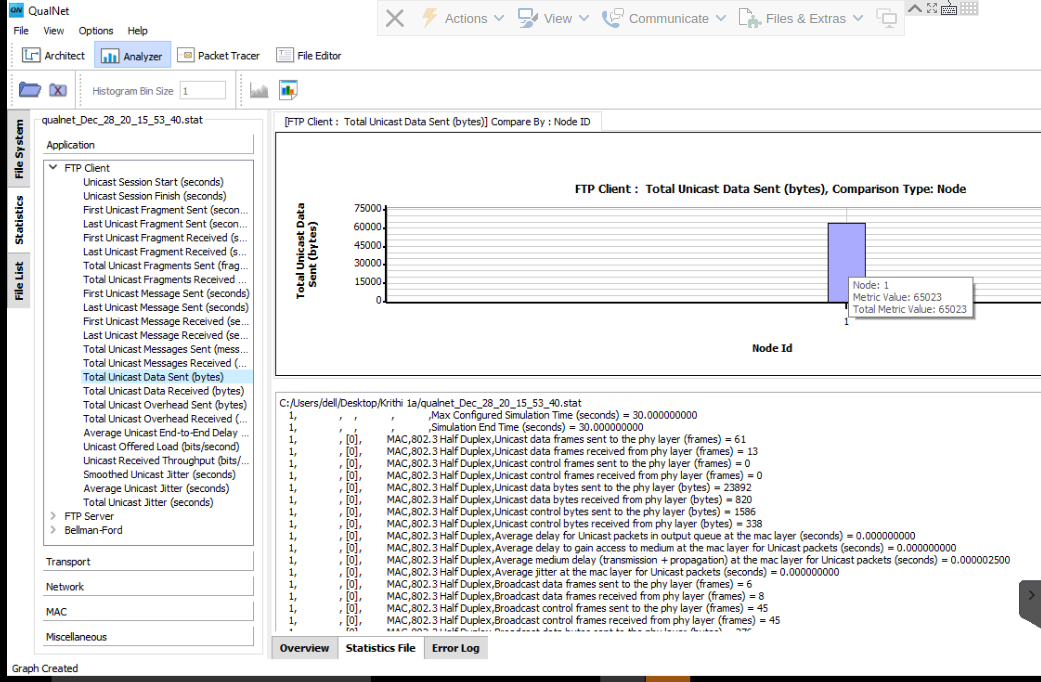 QN QualNet
Actions View Communicate Files & Extras
File View Options Help
Architect Analyzer Packet Tracer File Editor
Histogram Bin Size 1
File System
Statistics
File List
qualnet_Dec_28_20_15_53_40.stat
Application
FTP Client
Unicast Session Start (seconds)
Unicast Session Finish (seconds)
First Unicast Fragment Sent (secon...
Last Unicast Fragment Sent (secon...
First Unicast Fragment Received (s...
Last Unicast Fragment Received (s...
Total Unicast Fragments Sent (frag...
Total Unicast Fragments Received ...
First Unicast Message Sent (seconds)
Last Unicast Message Sent (seconds)
First Unicast Message Received (se...
Last Unicast Message Received (se...
Total Unicast Messages Sent (mess...
Total Unicast Messages Received (...
Total Unicast Data Sent (bytes)
Total Unicast Data Received (bytes)
Total Unicast Overhead Sent (bytes)
Total Unicast Overhead Received (...
Average Unicast End-to-End Delay ...
Unicast Offered Load (bits/second)
Unicast Received Throughput (bits/...
Smoothed Unicast Jitter (seconds)
Average Unicast Jitter (seconds)
Total Unicast Jitter (seconds)
FTP Server
Bellman-Ford
Transport
Network
MAC
Miscellaneous
[FTP Client : Total Unicast Data Sent (bytes)] Compare By : Node ID
FTP Client : Total Unicast Data Sent (bytes), Comparison Type: Node
Total Unicast Data
Sent (bytes)
75000
60000
45000
30000
15000
0
Node: 1
Metric Value: 65023
Total Metric Value: 65023
1
Node Id
C:/Users/dell/Desktop/Krithi 1a/qualnet_Dec_28_20_15_53_40.stat
1, , , , ,Max Configured Simulation Time (seconds) = 30.000000000
1, , , , ,Simulation End Time (seconds) = 30.000000000
1, , [0], MAC,802.3 Half Duplex,Unicast data frames sent to the phy layer (frames) = 61
1, , [0], MAC,802.3 Half Duplex,Unicast data frames received from phy layer (frames) = 13
1, , [0], MAC,802.3 Half Duplex,Unicast control frames sent to the phy layer (frames) = 0
1, , [0], MAC,802.3 Half Duplex,Unicast control frames received from phy layer (frames) = 0
1, , [0], MAC,802.3 Half Duplex,Unicast data bytes sent to the phy layer (bytes) = 23892
1, , [0], MAC,802.3 Half Duplex,Unicast data bytes received from phy layer (bytes) = 820
1, , [0], MAC,802.3 Half Duplex,Unicast control bytes sent to the phy layer (bytes) = 1586
1, , [0], MAC,802.3 Half Duplex,Unicast control bytes received from phy layer (bytes) = 338
1, , [0], MAC,802.3 Half Duplex,Average delay for Unicast packets in output queue at the mac layer (seconds) = 0.000000000
1, , [0], MAC,802.3 Half Duplex,Average delay to gain access to medium at the mac layer for Unicast packets (seconds) = 0.000000000
1, , [0], MAC,802.3 Half Duplex,Average medium delay (transmission + propagation) at the mac layer for Unicast packets (seconds) = 0.000002500
1, , [0], MAC,802.3 Half Duplex,Average jitter at the mac layer for Unicast packets (seconds) = 0.000000000
1, , [0], MAC,802.3 Half Duplex,Broadcast data frames sent to the phy layer (frames) = 6
1, , [0], MAC,802.3 Half Duplex,Broadcast data frames received from phy layer (frames) = 8
1, , [0], MAC,802.3 Half Duplex,Broadcast control frames sent to the phy layer (frames) = 45
1, , [0], MAC,802.3 Half Duplex,Broadcast control frames received from phy layer (frames) = 45
Overview Statistics File Error Log
Graph Created